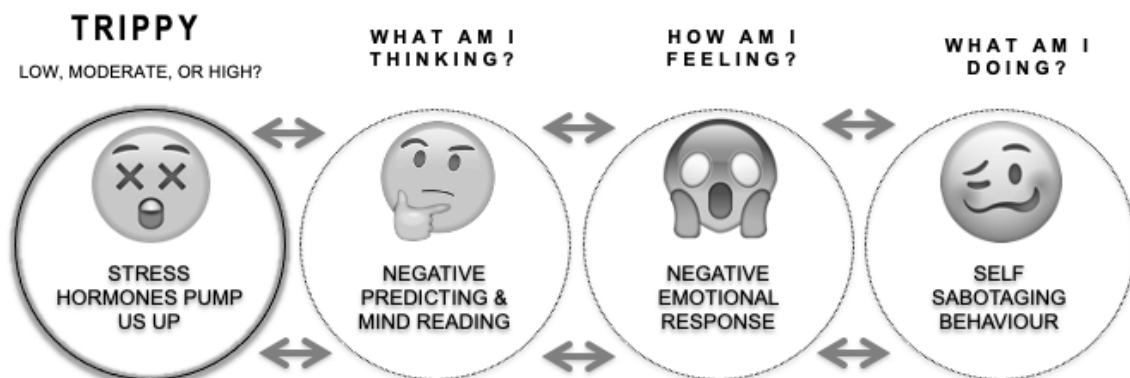 TRIPPY
LOW, MODERATE, OR HIGH?
WHAT AM I
THINKING?
HOW AM I
FEELING?
WHAT AM I
DOING?
STRESS
HORMONES PUMP
US UP
NEGATIVE
PREDICTING &
MIND READING
NEGATIVE
EMOTIONAL
RESPONSE
SELF
SABOTAGING
BEHAVIOUR